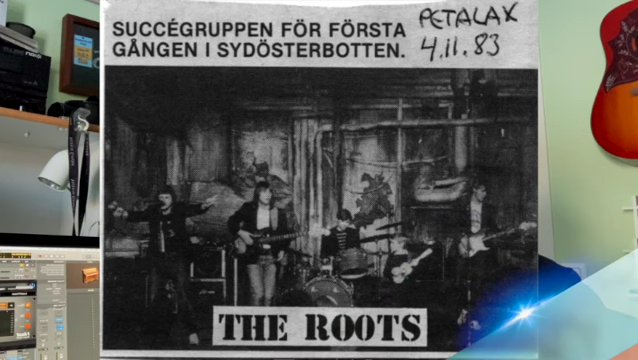 SUCCÉGRUPPEN FÖR FÖRSTA
GÅNGEN I SYDÖSTERBOTTEN.
PETALAX
4.11.83
THE ROOTS